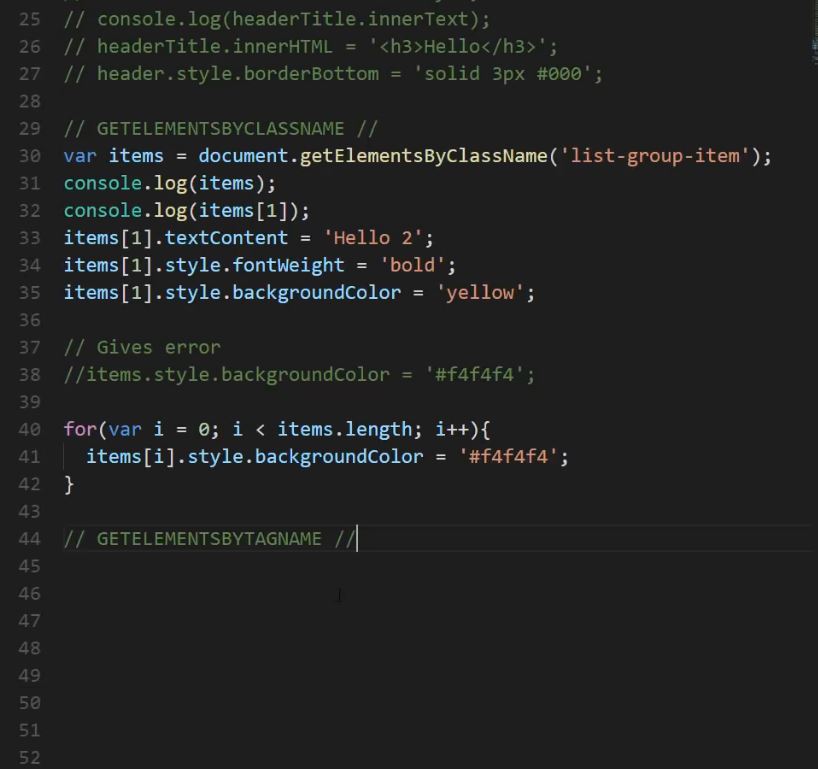 25 // console.log(headerTitle.innerText);
26 // headerTitle.innerHTML = '<h3>Hello</h3>';
27 // header.style.borderBottom = 'solid 3px #000';
28
29 // GETELEMENTSBYCLASSNAME //
30 var items = document.getElementsByClassName('list-group-item');
31 console.log(items);
32 console.log(items[1]);
33 items[1].textContent = 'Hello 2';
34 items[1].style.fontWeight = 'bold';
35 items[1].style.backgroundColor = 'yellow';
36
37 // Gives error
38 //items.style.backgroundColor = '#f4f4f4';
39
40 for(var i = 0; i < items.length; i++){
41   items[i].style.backgroundColor = '#f4f4f4';
42 }
43
44 // GETELEMENTSBYTAGNAME //
45
46
47
48
49
50
51
52